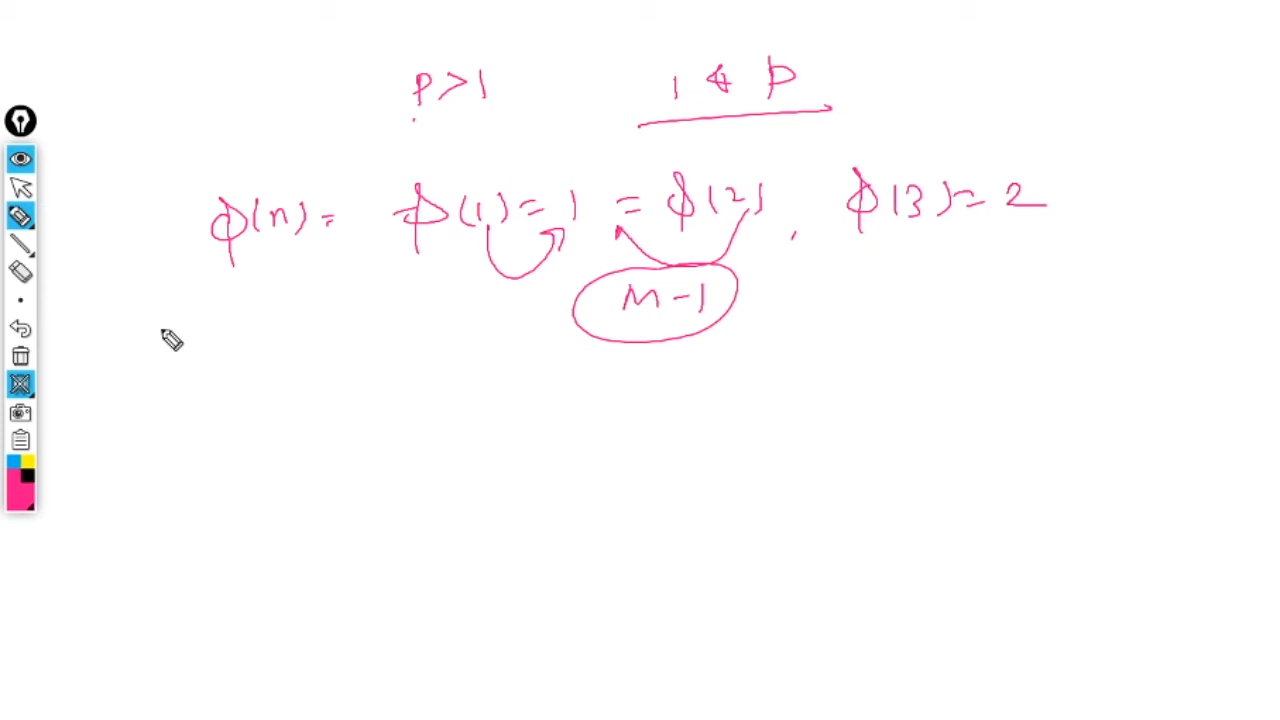 p > 1 1 & p
ϕ(n) = ϕ(1) = 1 = ϕ(2), ϕ(3) = 2
n - 1